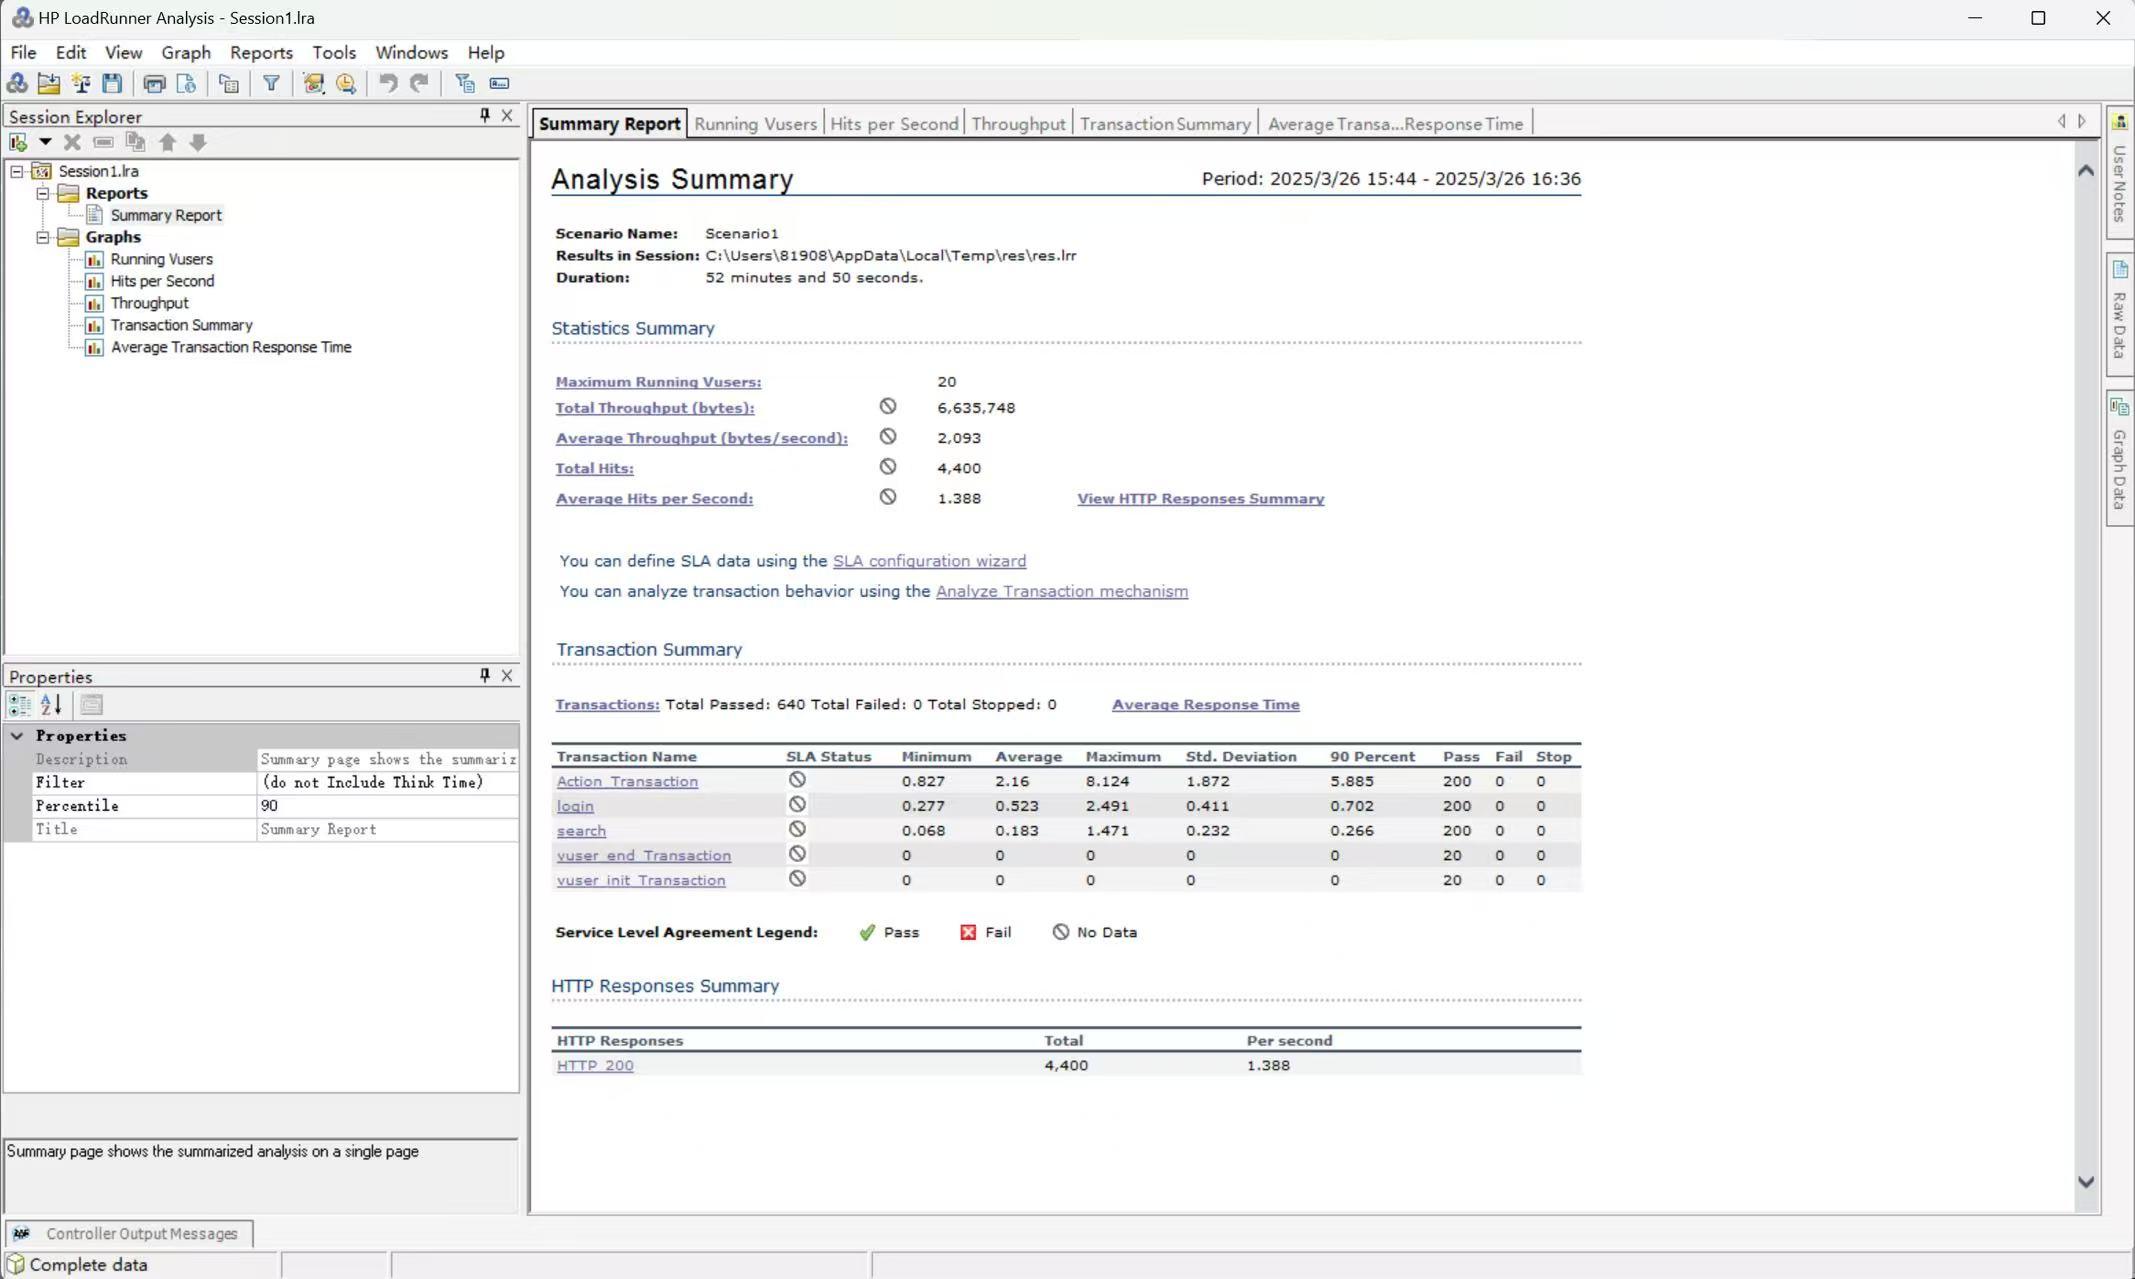 HP LoadRunner Analysis - Session1.lra
File Edit View Graph Reports Tools Windows Help
Session Explorer
Session1.lra
Reports
Summary Report
Graphs
Running Vusers
Hits per Second
Throughput
Transaction Summary
Average Transaction Response Time
Properties
Properties
Description Summary page shows the summariz
Filter (do not Include Think Time)
Percentile 90
Title Summary Report
Summary page shows the summarized analysis on a single page
Summary Report Running Vusers Hits per Second Throughput Transaction Summary Average Transa...Response Time
Analysis Summary Period: 2025/3/26 15:44 - 2025/3/26 16:36
Scenario Name: Scenario1
Results in Session: C:\Users\81908\AppData\Local\Temp\res\res.lrr
Duration: 52 minutes and 50 seconds.
Statistics Summary
Maximum Running Vusers: 20
Total Throughput (bytes): 6,635,748
Average Throughput (bytes/second): 2,093
Total Hits: 4,400
Average Hits per Second: 1.388 View HTTP Responses Summary
You can define SLA data using the SLA configuration wizard
You can analyze transaction behavior using the Analyze Transaction mechanism
Transaction Summary
Transactions: Total Passed: 640 Total Failed: 0 Total Stopped: 0 Average Response Time
Transaction Name SLA Status Minimum Average Maximum Std. Deviation 90 Percent Pass Fail Stop
Action_Transaction 0.827 2.16 8.124 1.872 5.885 200 0 0
login 0.277 0.523 2.491 0.411 0.702 200 0 0
search 0.068 0.183 1.471 0.232 0.266 200 0 0
vuser_end_Transaction 0 0 0 0 0 20 0 0
vuser_init_Transaction 0 0 0 0 0 20 0 0
Service Level Agreement Legend: Pass Fail No Data
HTTP Responses Summary
HTTP Responses Total Per second
HTTP_200 4,400 1.388
User Notes
Raw Data
Graph Data
Controller Output Messages
Complete data